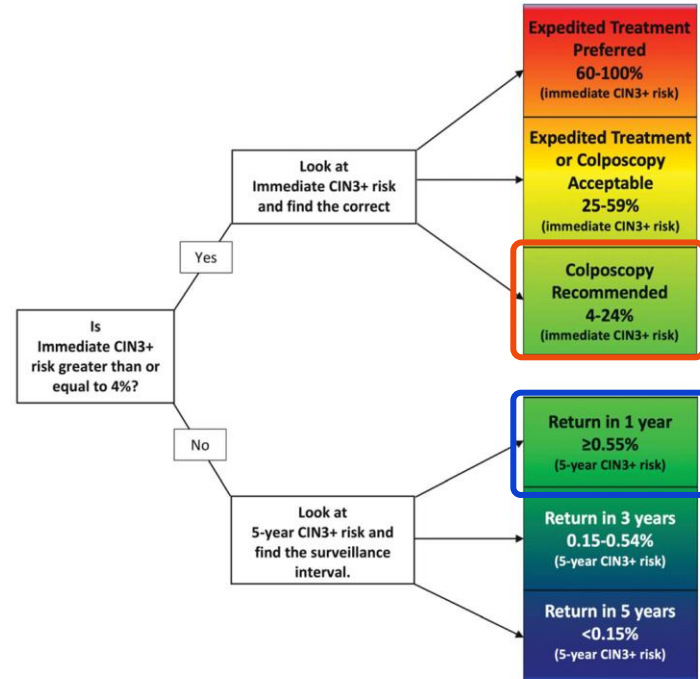 Expedited Treatment
Preferred
60-100%
(immediate CIN3+ risk)
Expedited Treatment
or Colposcopy
Acceptable
25-59%
(immediate CIN3+ risk)
Colposcopy
Recommended
4-24%
(immediate CIN3+ risk)
Look at
Immediate CIN3+ risk
and find the correct
Yes
Is
Immediate CIN3+
risk greater than or
equal to 4%?
No
Look at
5-year CIN3+ risk and
find the surveillance
interval.
Return in 1 year
≥0.55%
(5-year CIN3+ risk)
Return in 3 years
0.15-0.54%
(5-year CIN3+ risk)
Return in 5 years
<0.15%
(5-year CIN3+ risk)